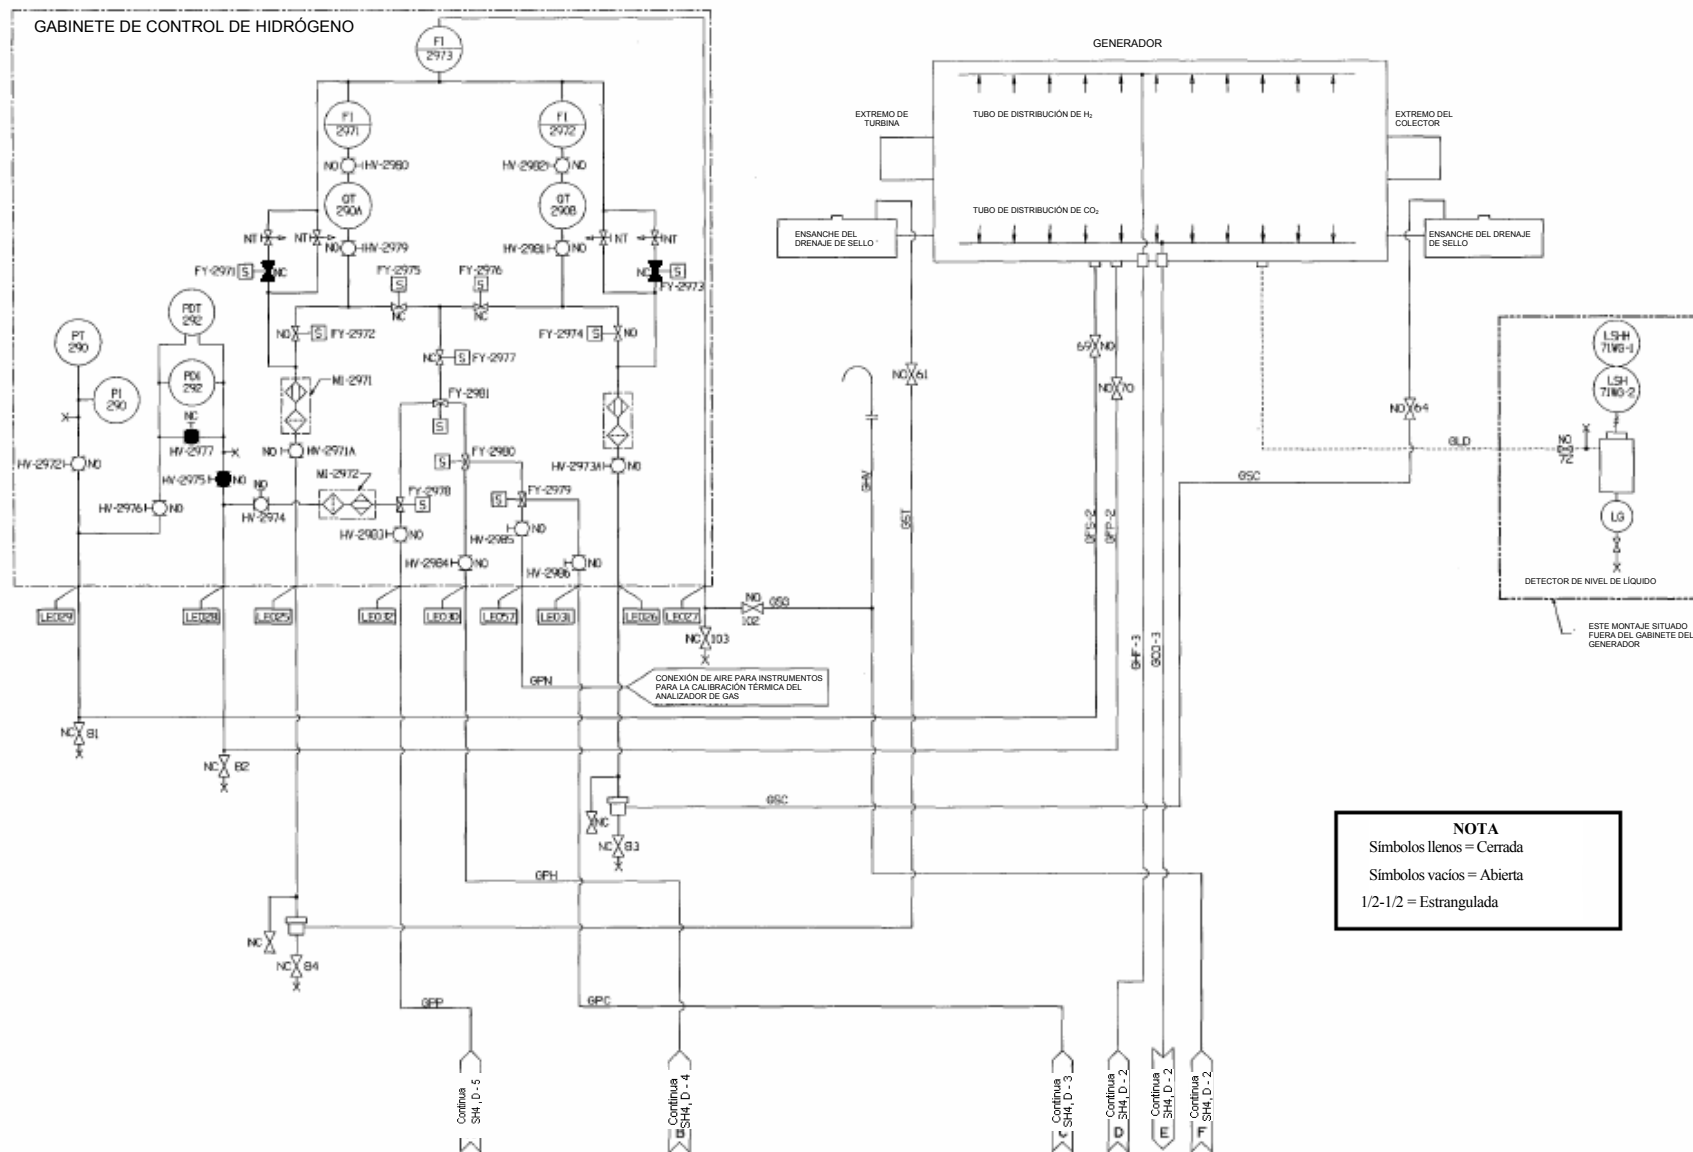 GABINETE DE CONTROL DE HIDRÓGENO
FI
2973
FI
2971
FI
2972
NO
HV-2980
HV-2982
NO
QT
290A
QT
290B
NO
HV-2979
HV-2981
NO
NT
NT
NT
NT
FY-2971
S
NC
NC
S
FY-2973
FY-2975
S
NC
FY-2976
S
NC
NO
S
FY-2972
FY-2974
S
NO
NC
S
FY-2977
PDT
292
PT
290
PI
290
PDI
292
NC
HV-2977
MI-2971
FY-2981
S
HV-2972
NO
HV-2975
NO
NO
HV-2971A
MI-2972
S
FY-2980
HV-2973A
NO
HV-2976
NO
NO
HV-2974
FY-2978
S
S
FY-2979
HV-2983
NO
NO
HV-2985
HV-2984
NO
HV-2986
NO
LE029
LE028
LE025
LE032
LE030
LE057
LE031
LE026
LE027
NO
102
GSG
NC
103
GPN
CONEXIÓN DE AIRE PARA INSTRUMENTOS
PARA LA CALIBRACIÓN TÉRMICA DEL
ANALIZADOR DE GAS
NC
81
NC
82
NC
NC
83
GSC
GPH
NC
NC
84
GPP
GPC
GENERADOR
TUBO DE DISTRIBUCIÓN DE H₂
EXTREMO DE
TURBINA
EXTREMO DEL
COLECTOR
TUBO DE DISTRIBUCIÓN DE CO₂
ENSANCHE DEL
DRENAJE DE SELLO
ENSANCHE DEL DRENAJE
DE SELLO
NO
61
69
NO
NO
70
NO
64
GHV
GST
GPS-2
GPP-2
GHF-3
GCD-3
GLD
GSC
NO
72
LSHH
71WG-1
LSH
71WG-2
LG
DETECTOR DE NIVEL DE LÍQUIDO
ESTE MONTAJE SITUADO
FUERA DEL GABINETE DEL
GENERADOR
NOTA
Símbolos llenos = Cerrada
Símbolos vacíos = Abierta
1/2-1/2 = Estrangulada
Continua
SH4, D - 5
Continua
SH4, D - 4
B
Continua
SH4, D - 3
Continua
SH4, D - 2
D
Continua
SH4, D - 2
E
Continua
SH4, D - 2
F